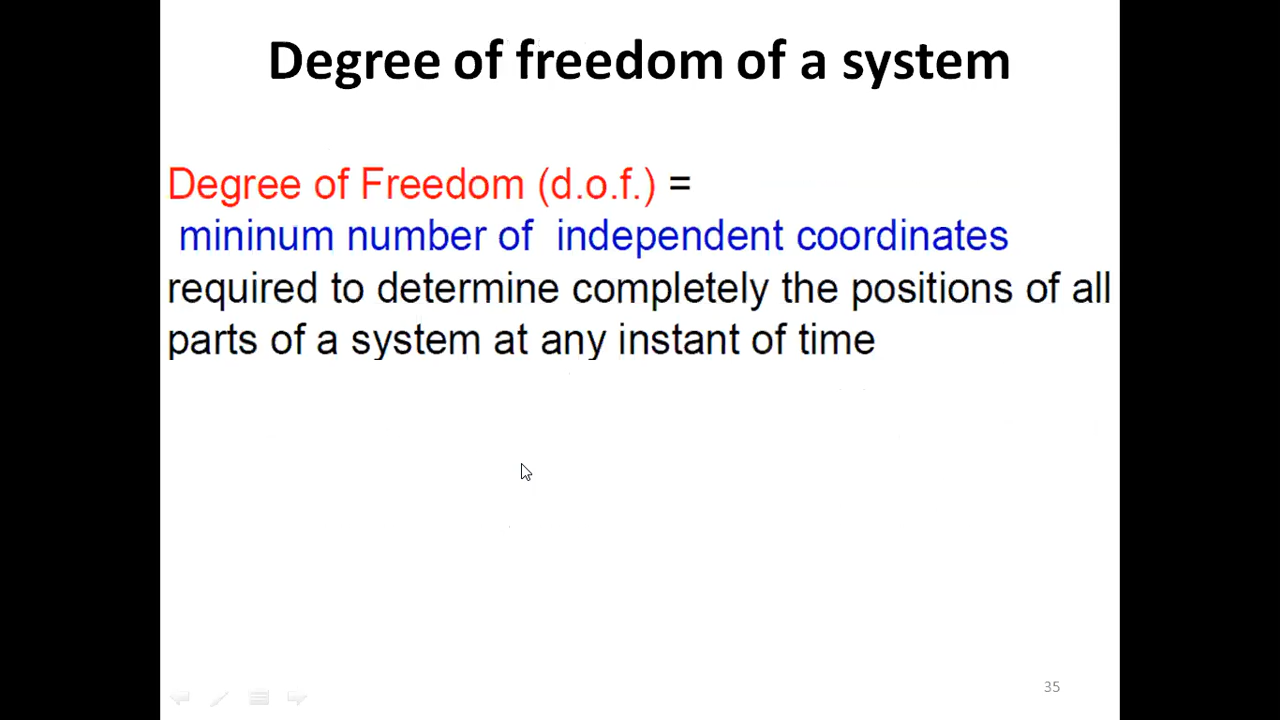 Degree of freedom of a system
Degree of Freedom (d.o.f.) =
mininum number of independent coordinates
required to determine completely the positions of all
parts of a system at any instant of time
35